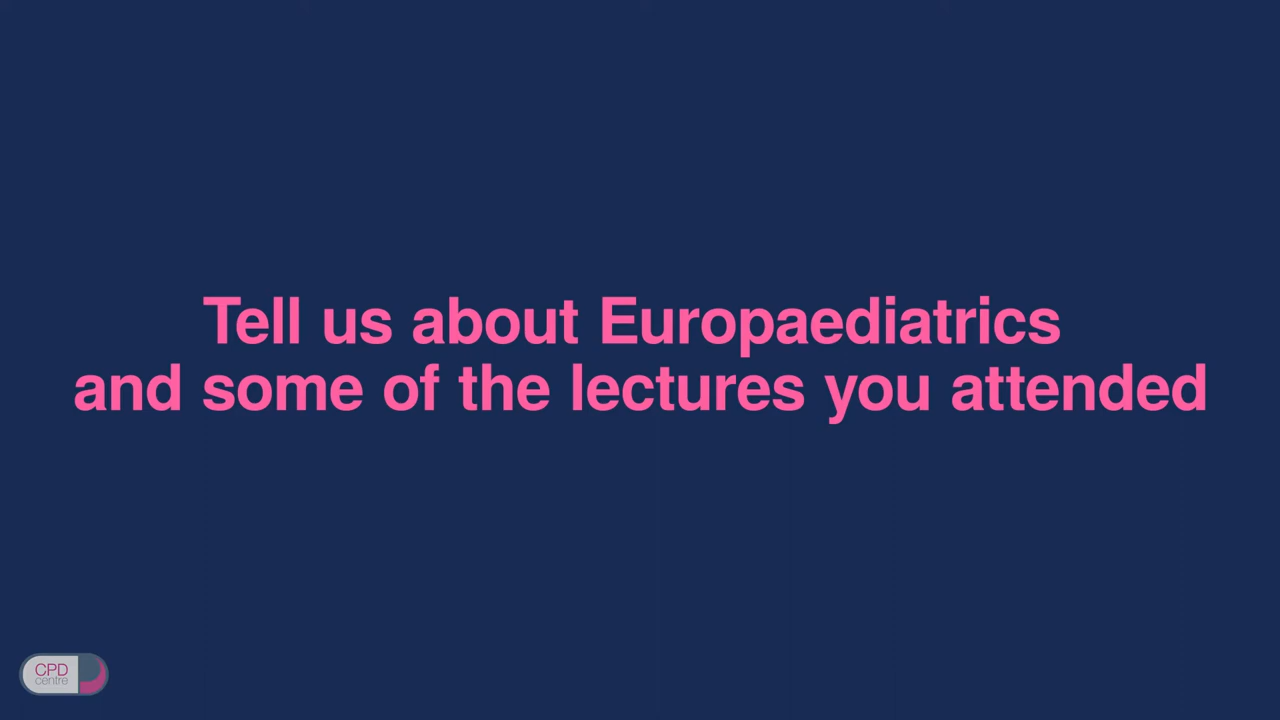 Tell us about Europaediatrics
and some of the lectures you attended
CPD
centre